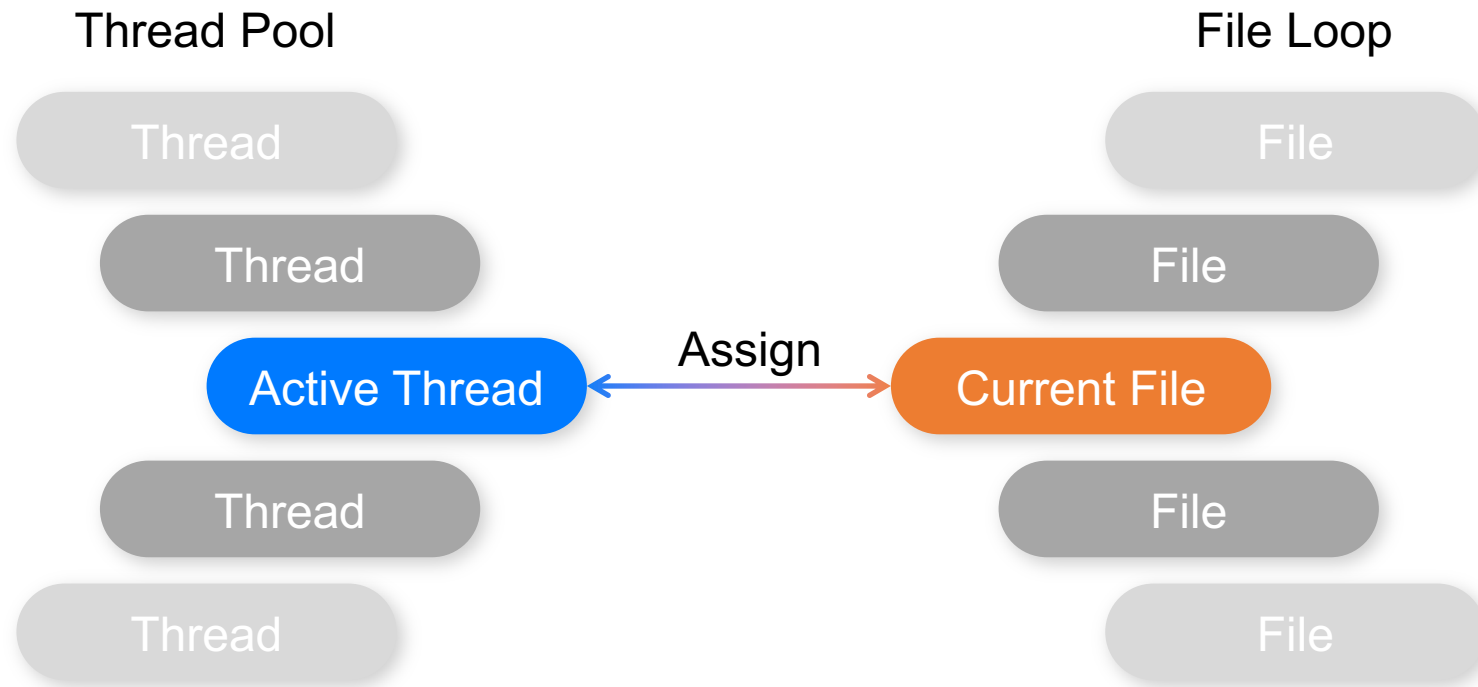 Thread Pool
File Loop
Thread
File
Thread
File
Active Thread
Assign
Current File
Thread
File
Thread
File